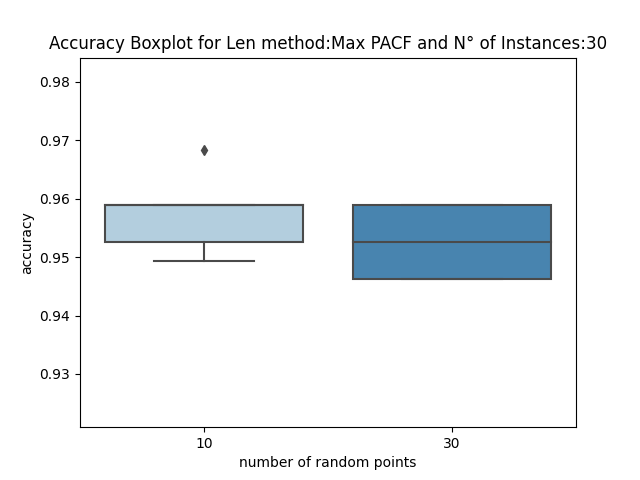 Accuracy Boxplot for Len method:Max PACF and N° of Instances:30
0.98
0.97
0.96
0.95
0.94
0.93
accuracy
10
30
number of random points